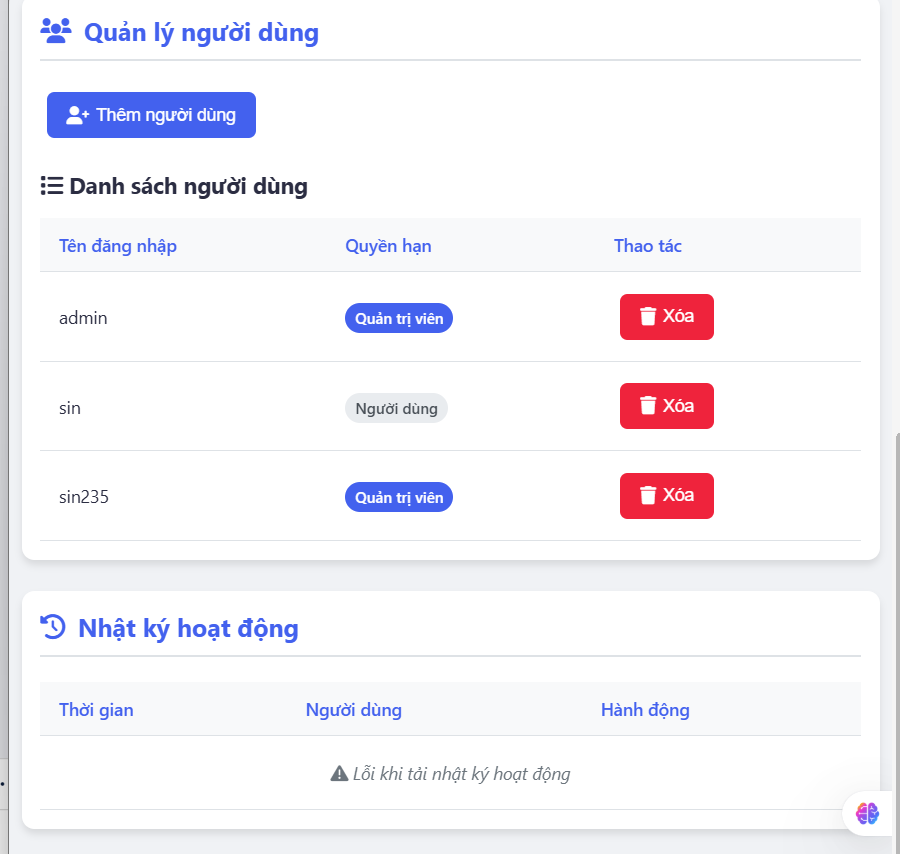 Quản lý người dùng
Thêm người dùng
Danh sách người dùng
Tên đăng nhập Quyền hạn Thao tác
admin Quản trị viên Xóa
sin Người dùng Xóa
sin235 Quản trị viên Xóa
Nhật ký hoạt động
Thời gian Người dùng Hành động
Lỗi khi tải nhật ký hoạt động